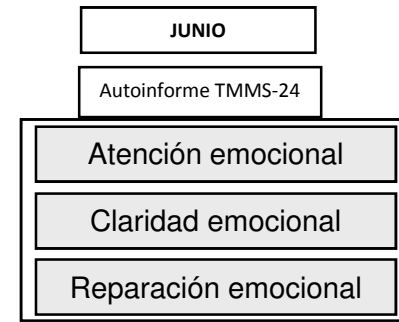 JUNIO
Autoinforme TMMS-24
Atención emocional
Claridad emocional
Reparación emocional